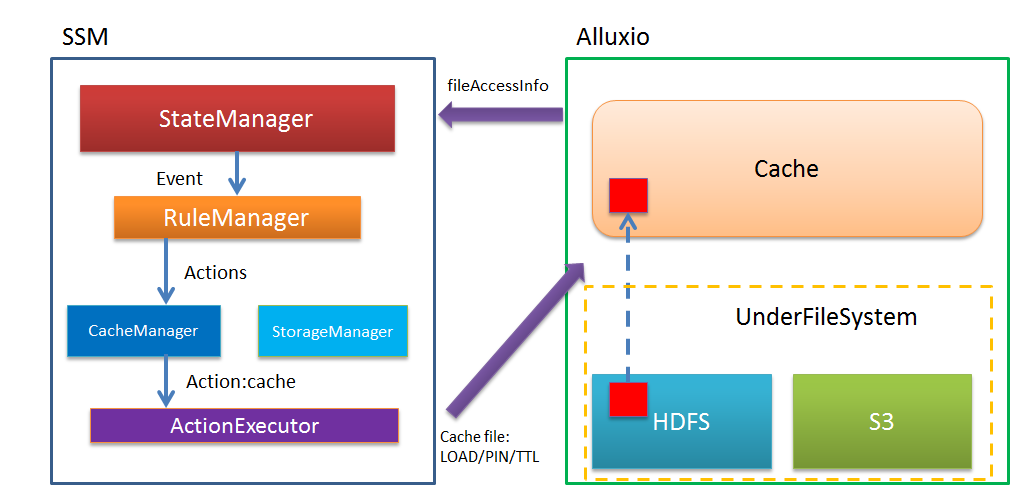 SSM
StateManager
Event
RuleManager
Actions
CacheManager
StorageManager
Action:cache
ActionExecutor
fileAccessInfo
Cache file:
LOAD/PIN/TTL
Alluxio
Cache
UnderFileSystem
HDFS
S3